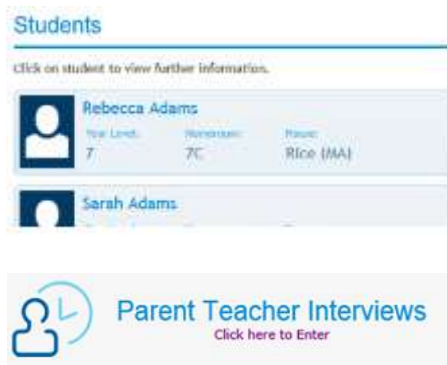 Students
Click on student to view further information.
Rebecca Adams
Year Level: Homeroom: House:
7 7C Rice (MA)
Sarah Adams
Parent Teacher Interviews
Click here to Enter